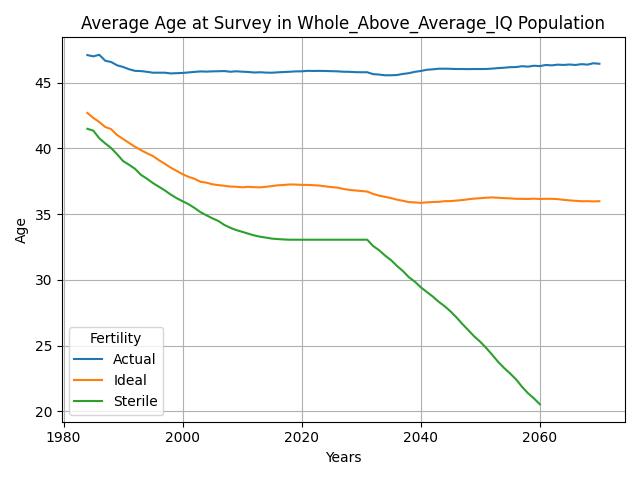 Average Age at Survey in Whole_Above_Average_IQ Population
Age
45
40
35
30
25
20
Fertility
Actual
Ideal
Sterile
1980
2000
2020
2040
2060
Years